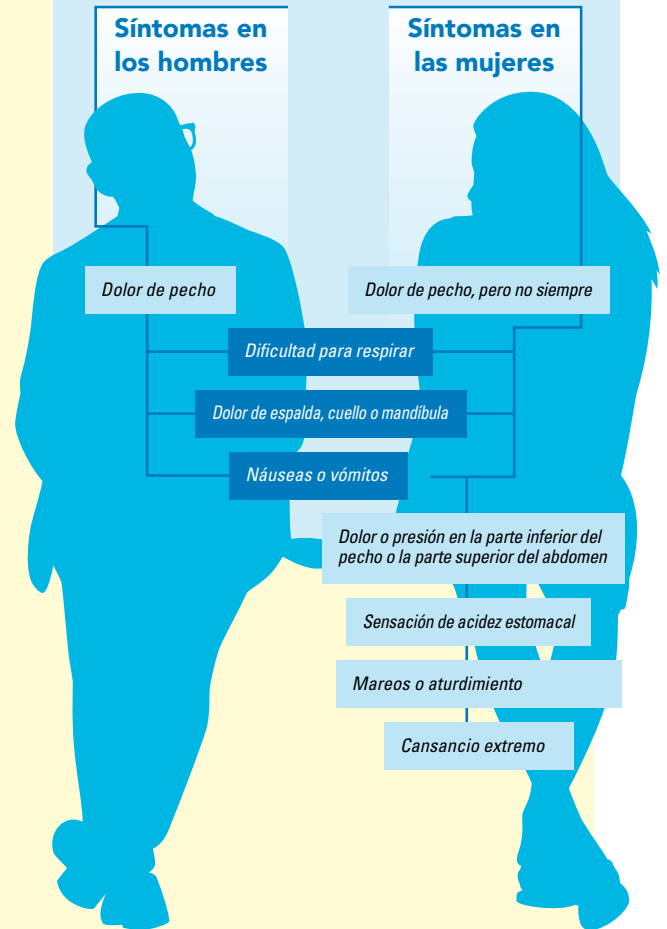 Síntomas en
los hombres
Síntomas en
las mujeres
Dolor de pecho
Dolor de pecho, pero no siempre
Dificultad para respirar
Dolor de espalda, cuello o mandíbula
Náuseas o vómitos
Dolor o presión en la parte inferior del
pecho o la parte superior del abdomen
Sensación de acidez estomacal
Mareos o aturdimiento
Cansancio extremo